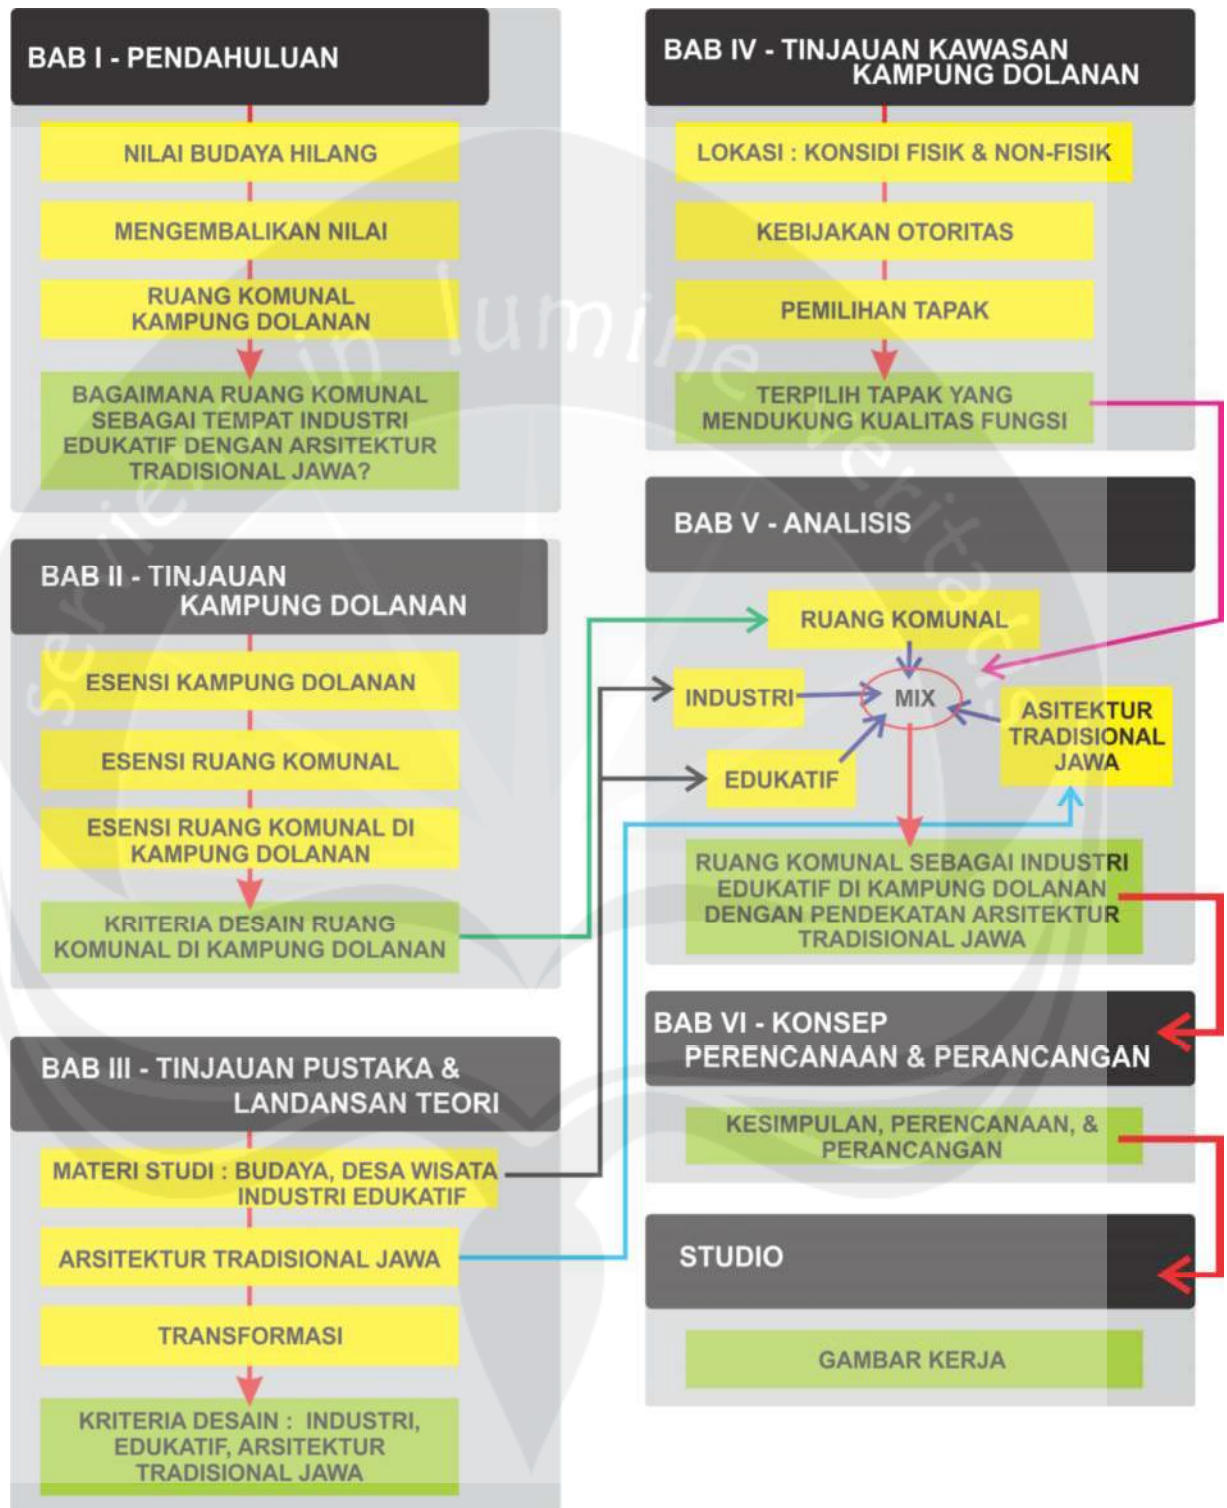 BAB I - PENDAHULUAN
NILAI BUDAYA HILANG
MENGEMBALIKAN NILAI
RUANG KOMUNAL
KAMPUNG DOLANAN
BAGAIMANA RUANG KOMUNAL
SEBAGAI TEMPAT INDUSTRI
EDUKATIF DENGAN ARSITEKTUR
TRADISIONAL JAWA?
BAB II - TINJAUAN
KAMPUNG DOLANAN
ESENSI KAMPUNG DOLANAN
ESENSI RUANG KOMUNAL
ESENSI RUANG KOMUNAL DI
KAMPUNG DOLANAN
KRITERIA DESAIN RUANG
KOMUNAL DI KAMPUNG DOLANAN
BAB III - TINJAUAN PUSTAKA &
LANDANSAN TEORI
MATERI STUDI : BUDAYA, DESA WISATA
INDUSTRI EDUKATIF
ARSITEKTUR TRADISIONAL JAWA
TRANSFORMASI
KRITERIA DESAIN : INDUSTRI,
EDUKATIF, ARSITEKTUR
TRADISIONAL JAWA
BAB IV - TINJAUAN KAWASAN
KAMPUNG DOLANAN
LOKASI : KONSIDI FISIK & NON-FISIK
KEBIJAKAN OTORITAS
PEMILIHAN TAPAK
TERPILIH TAPAK YANG
MENDUKUNG KUALITAS FUNGSI
BAB V - ANALISIS
RUANG KOMUNAL
INDUSTRI
MIX
EDUKATIF
ASITEKTUR
TRADISIONAL
JAWA
RUANG KOMUNAL SEBAGAI INDUSTRI
EDUKATIF DI KAMPUNG DOLANAN
DENGAN PENDEKATAN ARSITEKTUR
TRADISIONAL JAWA
BAB VI - KONSEP
PERENCANAAN & PERANCANGAN
KESIMPULAN, PERENCANAAN, &
PERANCANGAN
STUDIO
GAMBAR KERJA
serviens in lumine veritatis